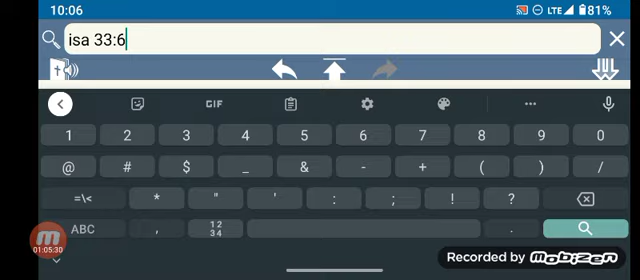 10:06 LTE 81%
isa 33:6
GIF ...
1 2 3 4 5 6 7 8 9 0
@ # $ _ & - + ( ) /
=\< * " ' : ; ! ?
ABC , 12 .
34
M
01:05:30
Recorded by mobizen